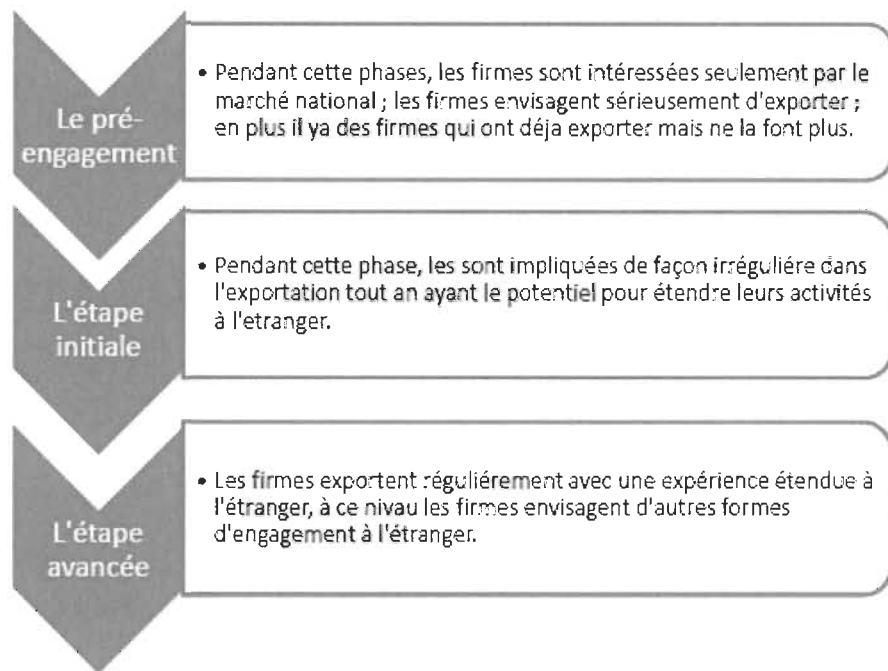 Le pré-
engagement
• Pendant cette phases, les firmes sont intéressées seulement par le
marché national ; les firmes envisagent sérieusement d'exporter ;
en plus il ya des firmes qui ont déja exporter mais ne la font plus.
L'étape
initiale
• Pendant cette phase, les sont impliquées de façon irréguliére dans
l'exportation tout an ayant le potentiel pour étendre leurs activités
à l'etranger.
L'étape
avancée
• Les firmes exportent réguliérement avec une expérience étendue à
l'étranger, à ce nivau les firmes envisagent d'autres formes
d'engagement à l'étranger.